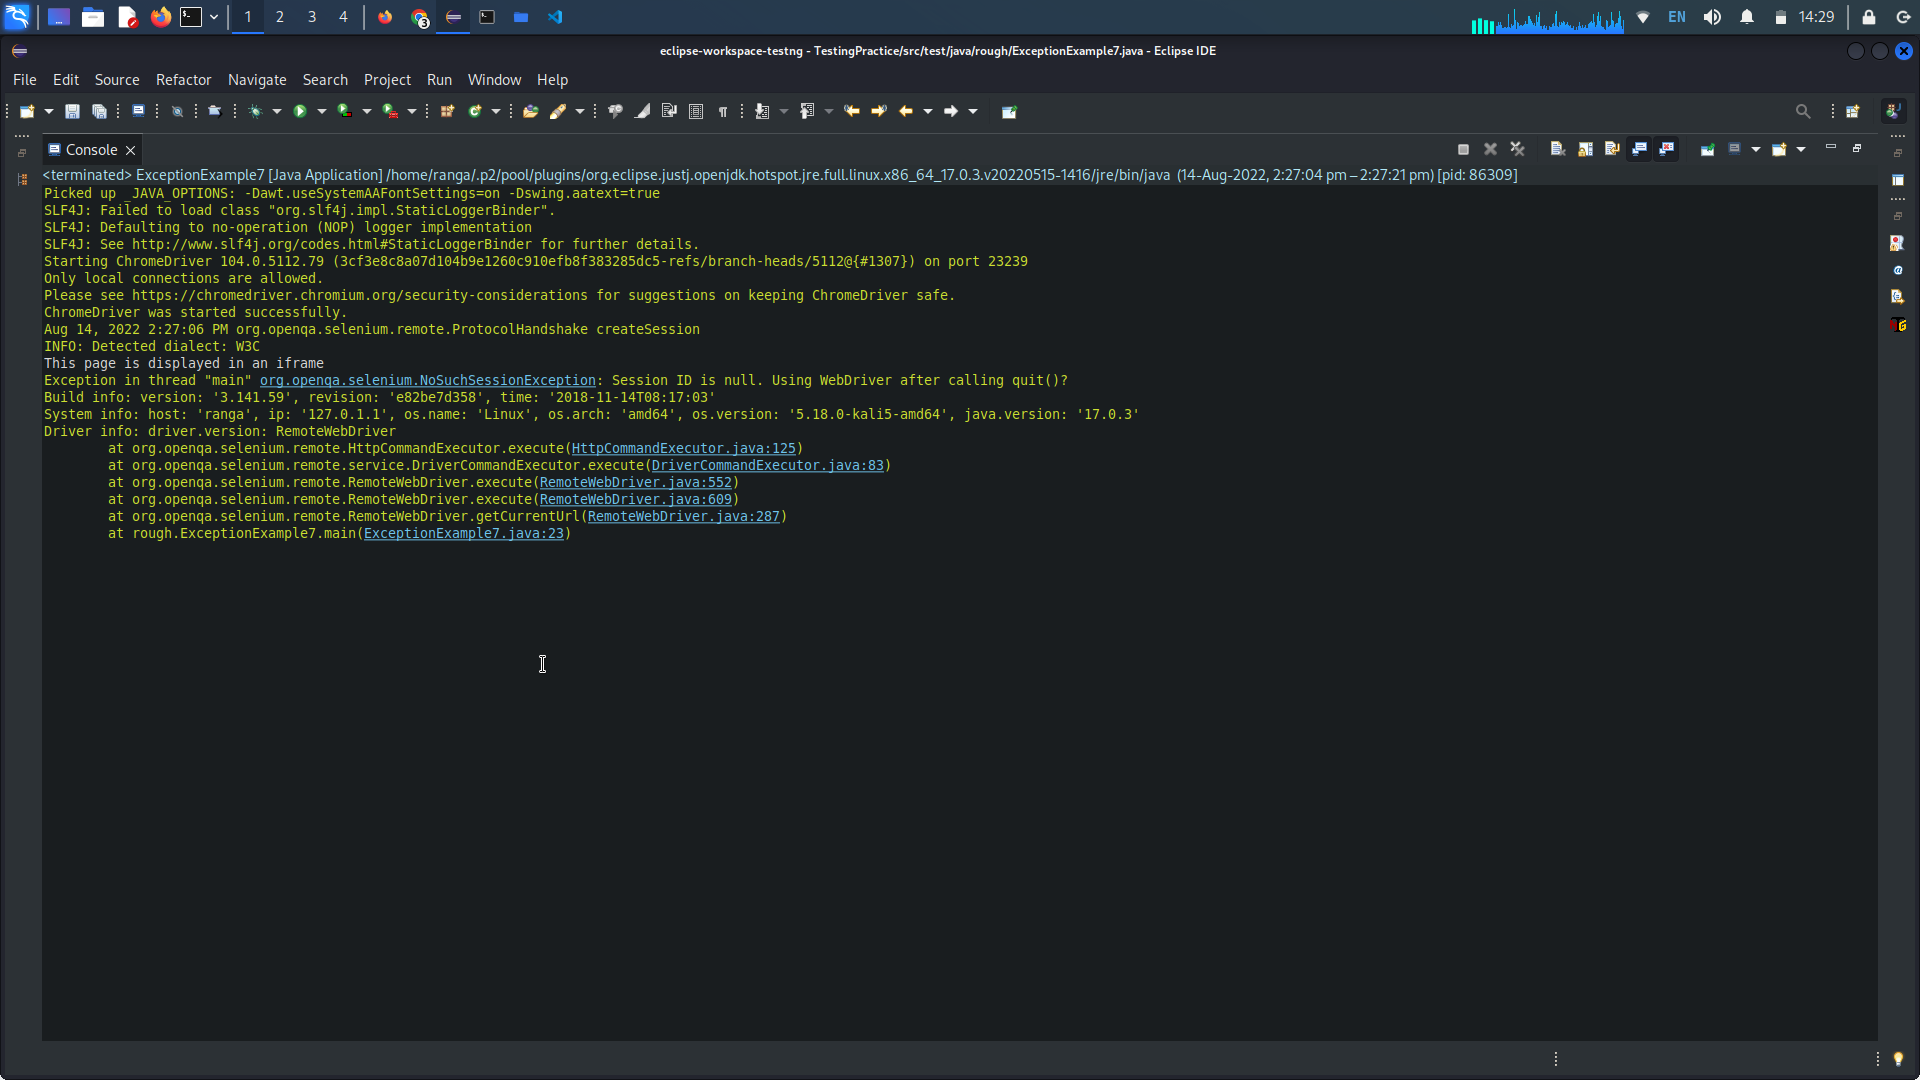 1 2 3 4
3
EN
14:29
eclipse-workspace-testng - TestingPractice/src/test/java/rough/ExceptionExample7.java - Eclipse IDE
File Edit Source Refactor Navigate Search Project Run Window Help
Console
<terminated> ExceptionExample7 [Java Application] /home/ranga/.p2/pool/plugins/org.eclipse.justj.openjdk.hotspot.jre.full.linux.x86_64_17.0.3.v20220515-1416/jre/bin/java (14-Aug-2022, 2:27:04 pm – 2:27:21 pm) [pid: 86309]
Picked up _JAVA_OPTIONS: -Dawt.useSystemAAFontSettings=on -Dswing.aatext=true
SLF4J: Failed to load class "org.slf4j.impl.StaticLoggerBinder".
SLF4J: Defaulting to no-operation (NOP) logger implementation
SLF4J: See http://www.slf4j.org/codes.html#StaticLoggerBinder for further details.
Starting ChromeDriver 104.0.5112.79 (3cf3e8c8a07d104b9e1260c910efb8f383285dc5-refs/branch-heads/5112@{#1307}) on port 23239
Only local connections are allowed.
Please see https://chromedriver.chromium.org/security-considerations for suggestions on keeping ChromeDriver safe.
ChromeDriver was started successfully.
Aug 14, 2022 2:27:06 PM org.openqa.selenium.remote.ProtocolHandshake createSession
INFO: Detected dialect: W3C
This page is displayed in an iframe
Exception in thread "main" org.openqa.selenium.NoSuchSessionException: Session ID is null. Using WebDriver after calling quit()?
Build info: version: '3.141.59', revision: 'e82be7d358', time: '2018-11-14T08:17:03'
System info: host: 'ranga', ip: '127.0.1.1', os.name: 'Linux', os.arch: 'amd64', os.version: '5.18.0-kali5-amd64', java.version: '17.0.3'
Driver info: driver.version: RemoteWebDriver
at org.openqa.selenium.remote.HttpCommandExecutor.execute(HttpCommandExecutor.java:125)
at org.openqa.selenium.remote.service.DriverCommandExecutor.execute(DriverCommandExecutor.java:83)
at org.openqa.selenium.remote.RemoteWebDriver.execute(RemoteWebDriver.java:552)
at org.openqa.selenium.remote.RemoteWebDriver.execute(RemoteWebDriver.java:609)
at org.openqa.selenium.remote.RemoteWebDriver.getCurrentUrl(RemoteWebDriver.java:287)
at rough.ExceptionExample7.main(ExceptionExample7.java:23)